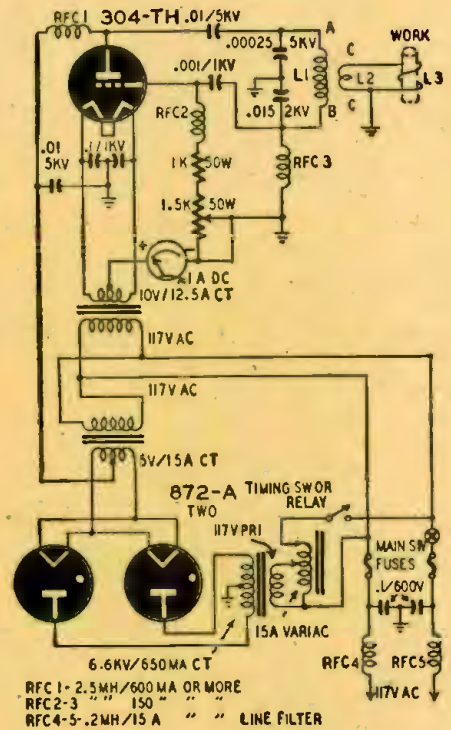 RFC1 304-TH .01/5KV
.00025 5KV
A
L1
B
C
WORK
L2
L3
C
.001/1KV
.015 2KV
RFC2
RFC3
.01
5KV
.1/1KV
1K 50W
1.5K 50W
+
1A DC
10V/12.5A CT
117V AC
117V AC
5V/15A CT
872-A
TWO
TIMING SW OR
RELAY
117V PRI
15A VARIAC
MAIN SW
FUSES
.1/600V
RFC4
RFC5
117V AC
6.6KV/650MA CT
RFC1-2.5MH/600 MA OR MORE
RFC2-3 " " 150 " " "
RFC4-5-.2MH/15 A " " LINE FILTER